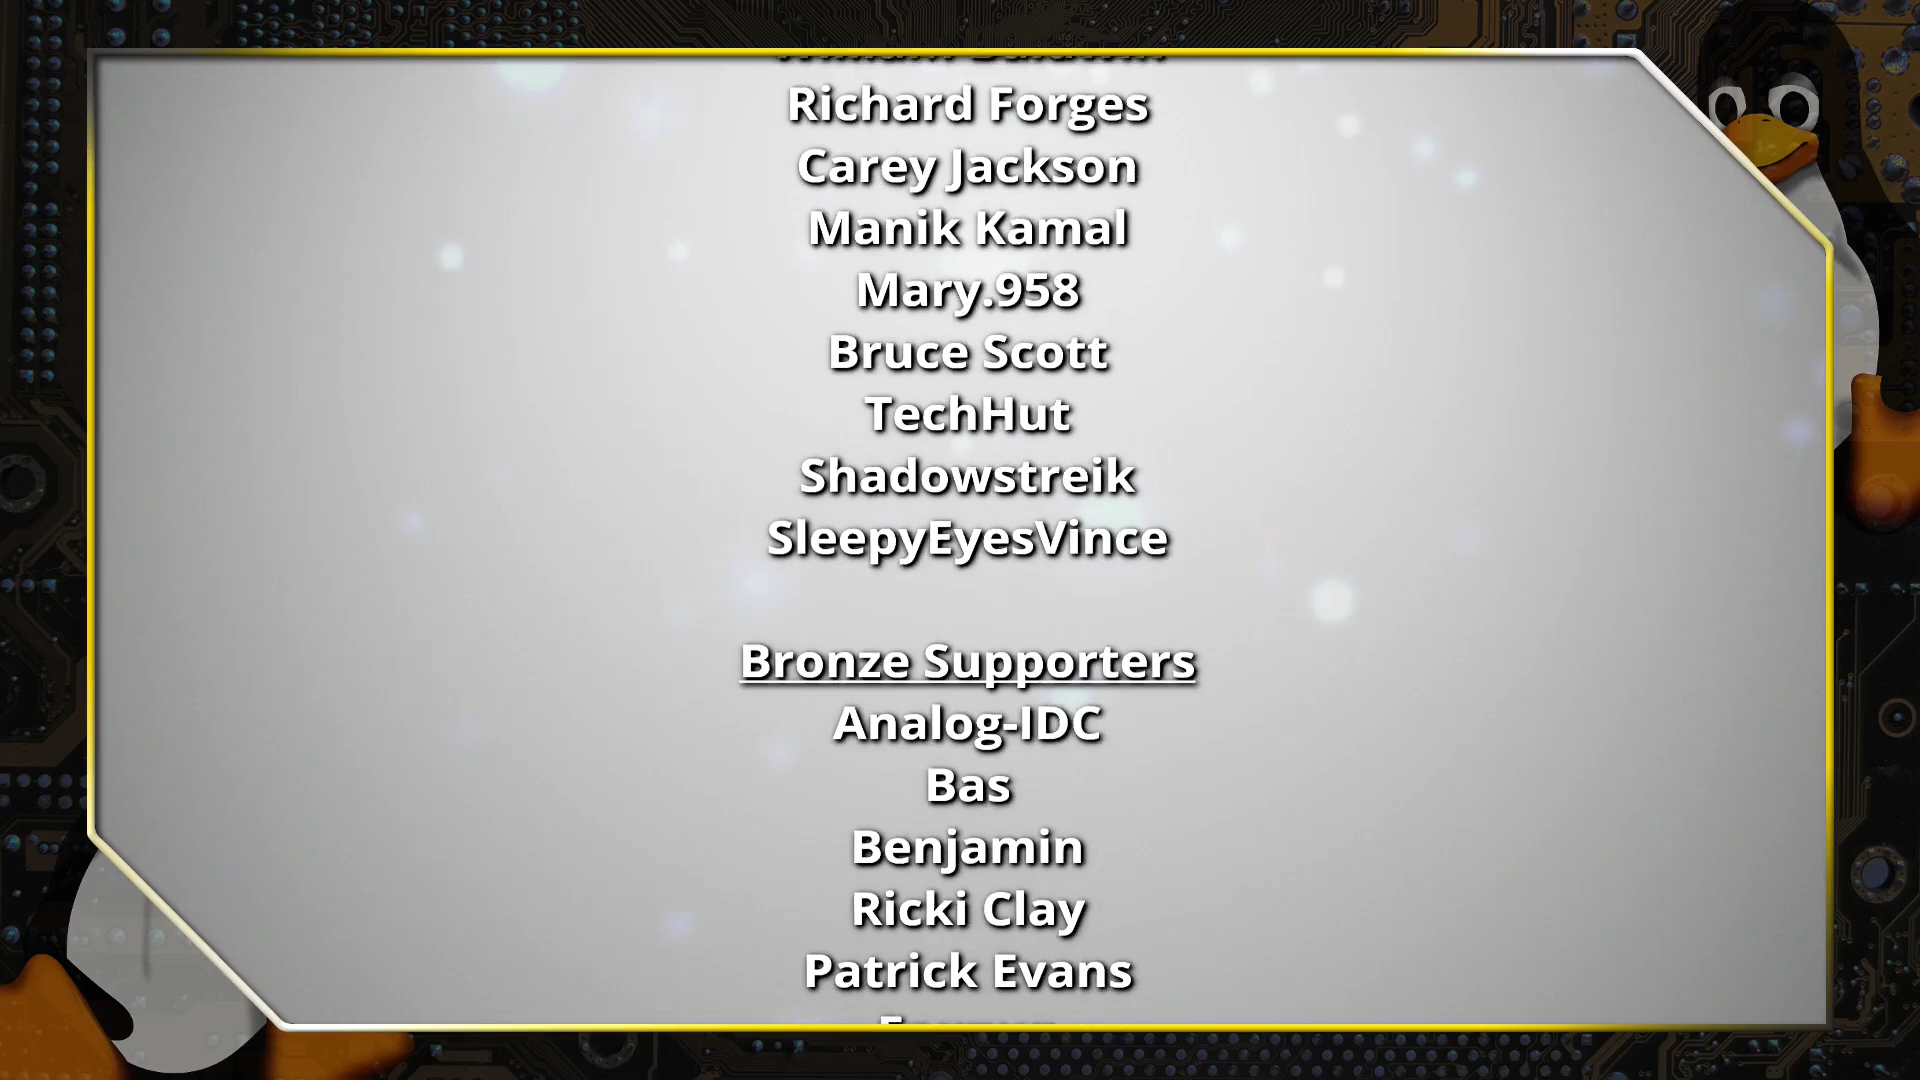 Richard Forges
Carey Jackson
Manik Kamal
Mary.958
Bruce Scott
TechHut
Shadowstreik
SleepyEyesVince
Bronze Supporters
Analog-IDC
Bas
Benjamin
Ricki Clay
Patrick Evans